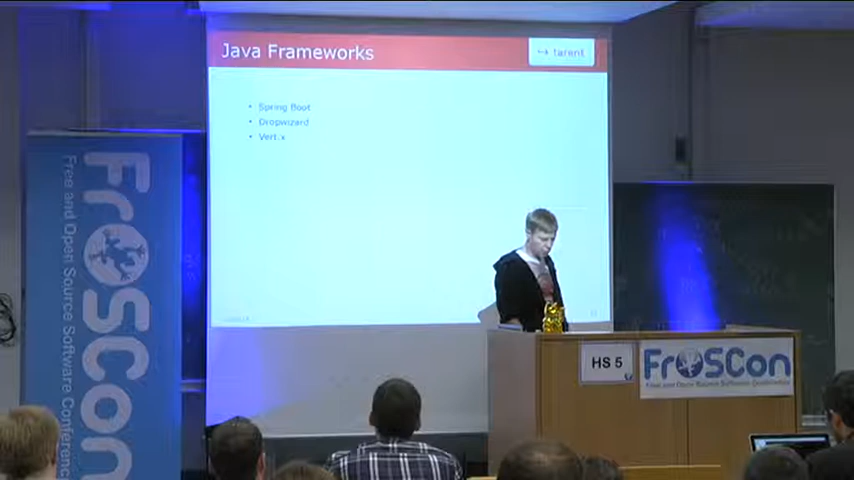 Java Frameworks
tarent
• Spring Boot
• Dropwizard
• Vert.x
FrOSCon
Free and Open Source Software Conference
HS 5
FrOSCon
Free and Open Source Software Conference